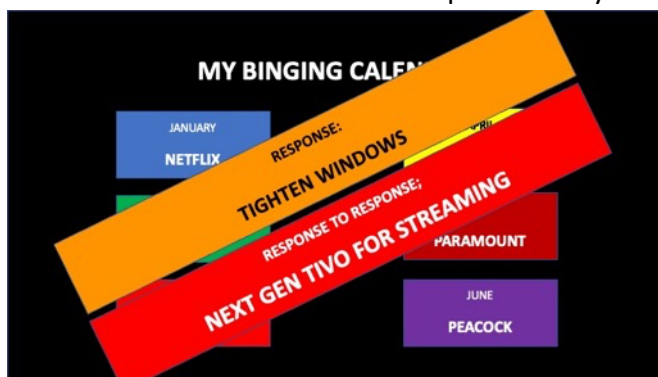 MY BINGING CALEN
JANUARY
NETFLIX
APRIL
RESPONSE:
TIGHTEN WINDOWS
RESPONSE TO RESPONSE;
NEXT GEN TIVO FOR STREAMING
PARAMOUNT
JUNE
PEACOCK